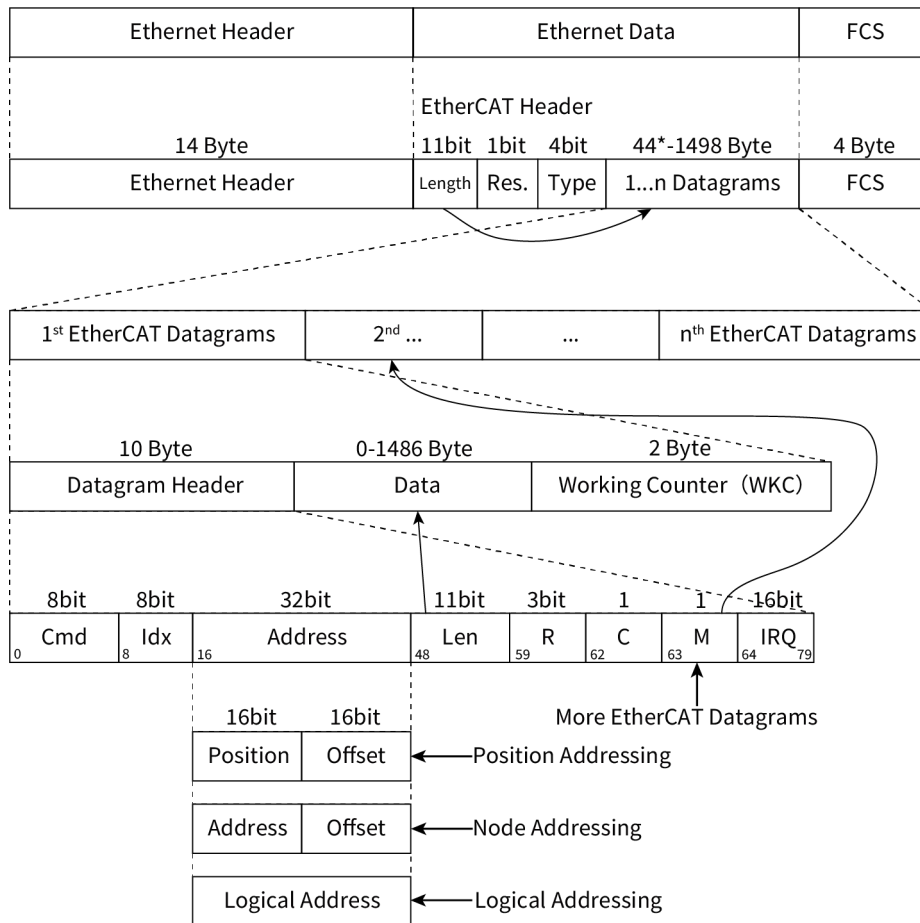 Ethernet Header Ethernet Data FCS
EtherCAT Header
14 Byte 11bit 1bit 4bit 44*-1498 Byte 4 Byte
Ethernet Header Length Res. Type 1...n Datagrams FCS
1st EtherCAT Datagrams 2nd ... ... nth EtherCAT Datagrams
10 Byte 0-1486 Byte 2 Byte
Datagram Header Data Working Counter（WKC）
8bit 8bit 32bit 11bit 3bit 1 1 16bit
Cmd Idx Address Len R C M IRQ
0 8 16 48 59 62 63 64 79
More EtherCAT Datagrams
16bit 16bit
Position Offset Position Addressing
Address Offset Node Addressing
Logical Address Logical Addressing